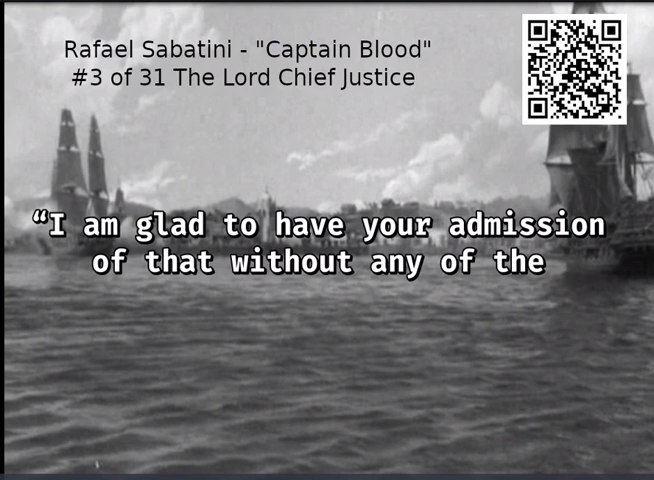 Rafael Sabatini - "Captain Blood"
#3 of 31 The Lord Chief Justice
“I am glad to have your admission
of that without any of the